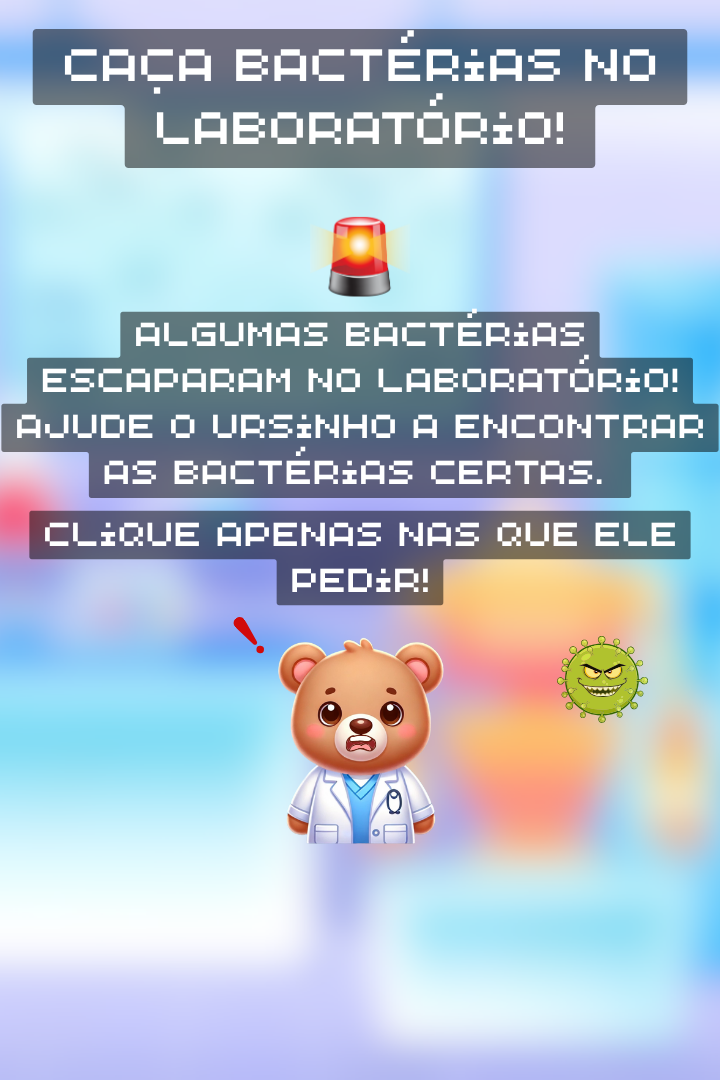 CAÇA BACTÉRIAS NO
LABORATÓRIO!
ALGUMAS BACTÉRIAS
ESCAPARAM NO LABORATÓRIO!
AJUDE O URSINHO A ENCONTRAR
AS BACTÉRIAS CERTAS.
CLIQUE APENAS NAS QUE ELE
PEDIR!